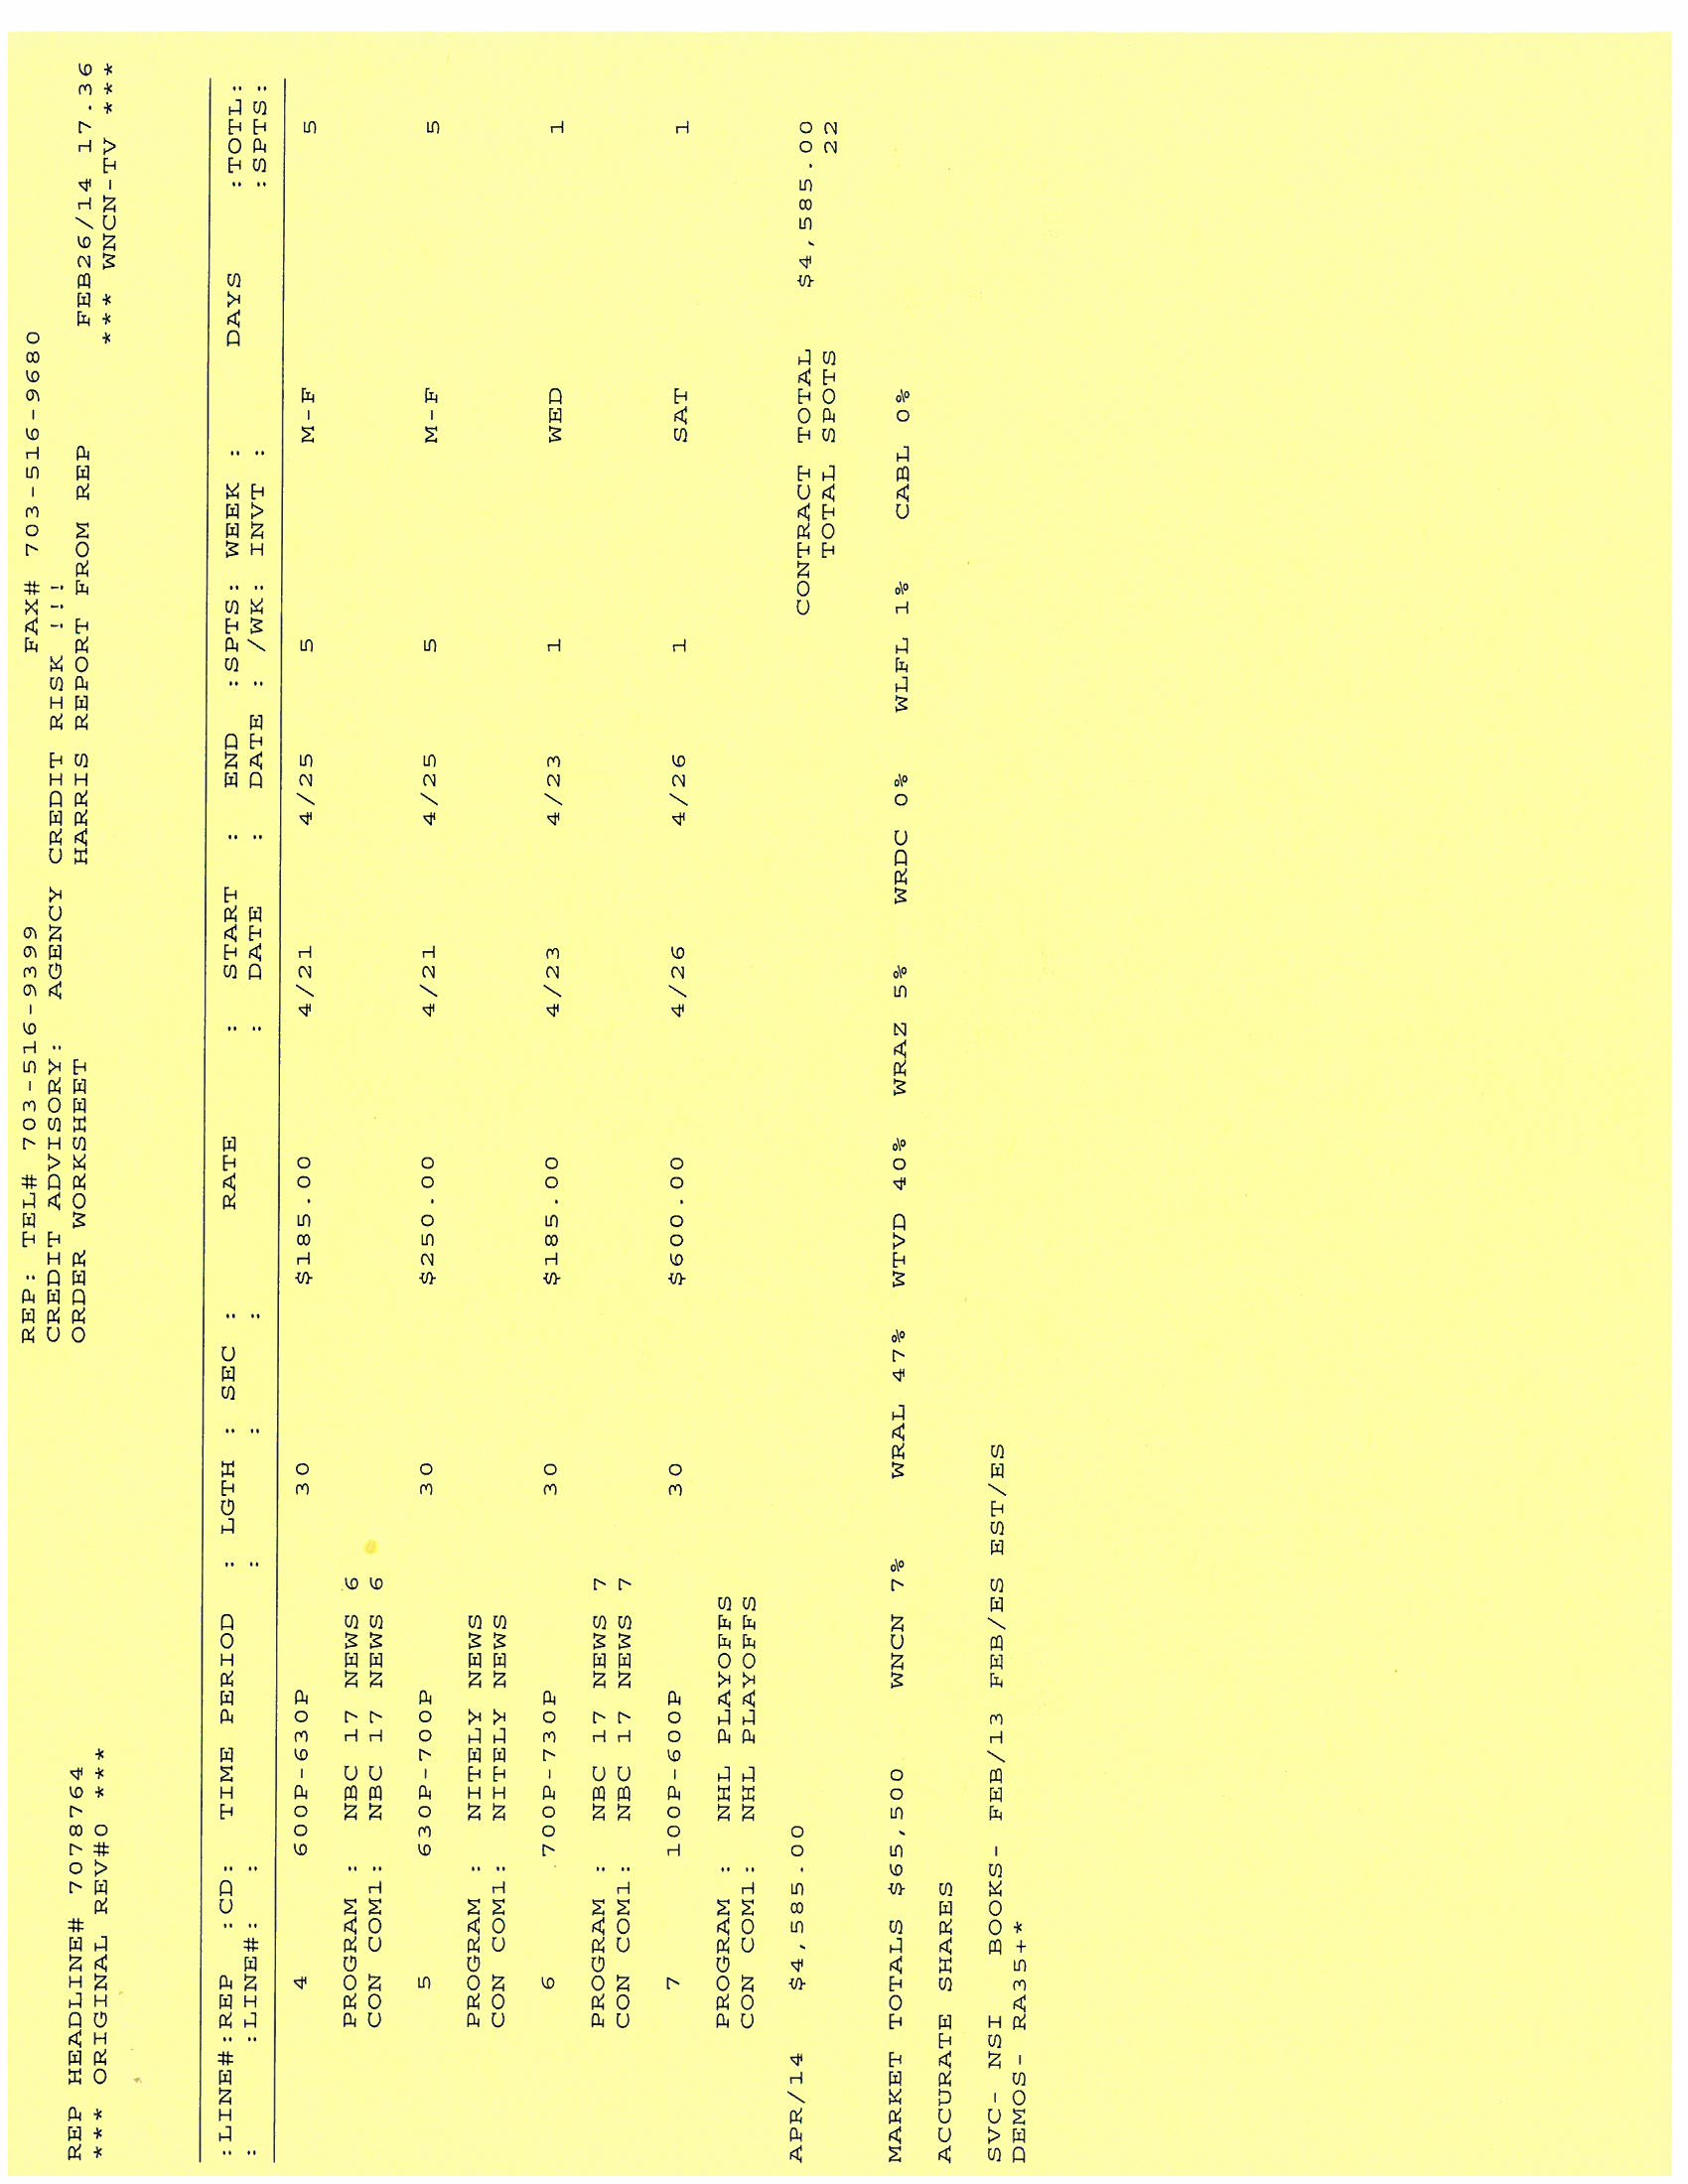 REP: TEL# 703-516-9399 FAX# 703-516-9680
CREDIT ADVISORY: AGENCY CREDIT RISK !!!
REP HEADLINE# 7078764 ORDER WORKSHEET HARRIS REPORT FROM REP FEB26/14 17.36
*** ORIGINAL REV#0 *** *** WNCN-TV ***
:LINE#:REP :CD: TIME PERIOD : LGTH : SEC : RATE : START : END :SPTS: WEEK : DAYS :TOTL:
: :LINE#: : : : : DATE : DATE : /WK: INVT : :SPTS:
4 600P-630P 30 $185.00 4/21 4/25 5 M-F 5
PROGRAM : NBC 17 NEWS 6
CON COM1: NBC 17 NEWS 6
5 630P-700P 30 $250.00 4/21 4/25 5 M-F 5
PROGRAM : NITELY NEWS
CON COM1: NITELY NEWS
6 700P-730P 30 $185.00 4/23 4/23 1 WED 1
PROGRAM : NBC 17 NEWS 7
CON COM1: NBC 17 NEWS 7
7 100P-600P 30 $600.00 4/26 4/26 1 SAT 1
PROGRAM : NHL PLAYOFFS
CON COM1: NHL PLAYOFFS
APR/14 $4,585.00 CONTRACT TOTAL $4,585.00
TOTAL SPOTS 22
MARKET TOTALS $65,500 WNCN 7% WRAL 47% WTVD 40% WRAZ 5% WRDC 0% WLFL 1% CABL 0%
ACCURATE SHARES
SVC- NSI BOOKS- FEB/13 FEB/ES EST/ES
DEMOS- RA35+*